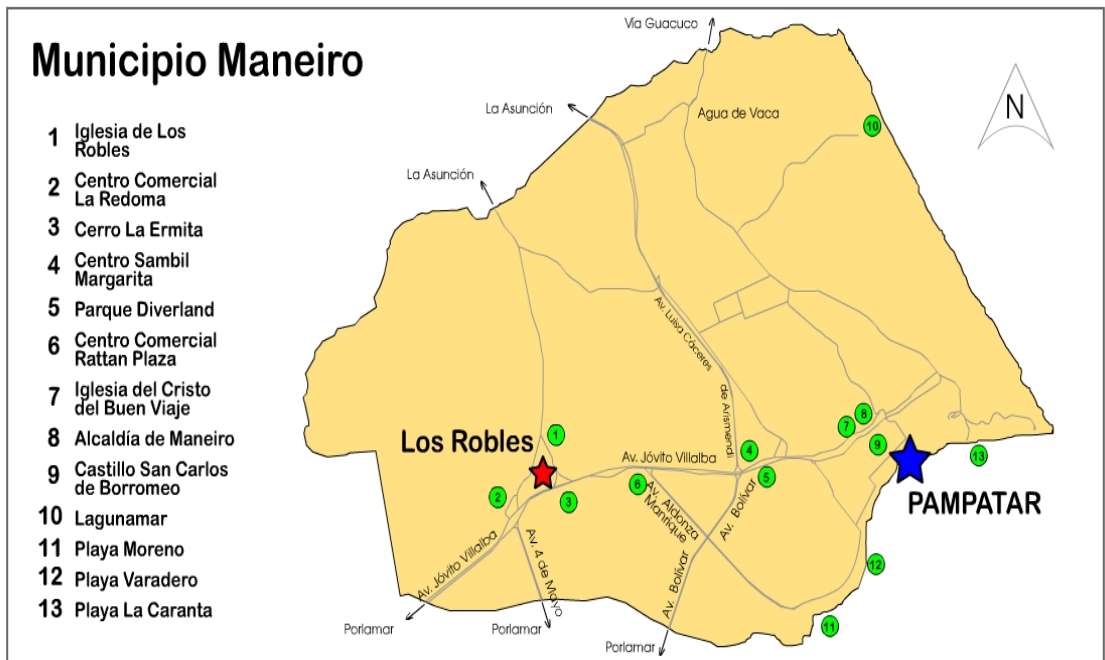 Municipio Maneiro
1 Iglesia de Los
Robles
2 Centro Comercial
La Redoma
3 Cerro La Ermita
4 Centro Sambil
Margarita
5 Parque Diverland
6 Centro Comercial
Rattan Plaza
7 Iglesia del Cristo
del Buen Viaje
8 Alcaldía de Maneiro
9 Castillo San Carlos
de Borromeo
10 Lagunamar
11 Playa Moreno
12 Playa Varadero
13 Playa La Caranta
Vía Guacuco
La Asunción
Agua de Vaca
N
10
La Asunción
Av. Luisa Cáceres
de Arismendi
Los Robles
1
2
3
Av. Jóvito Villalba
4
5
6
7
8
9
13
PAMPATAR
Av. Aldonza
Manrique
Av. Bolívar
Av. Bolívar
Av. Jóvito Villalba
Av. 4 de Mayo
12
11
Porlamar
Porlamar
Porlamar